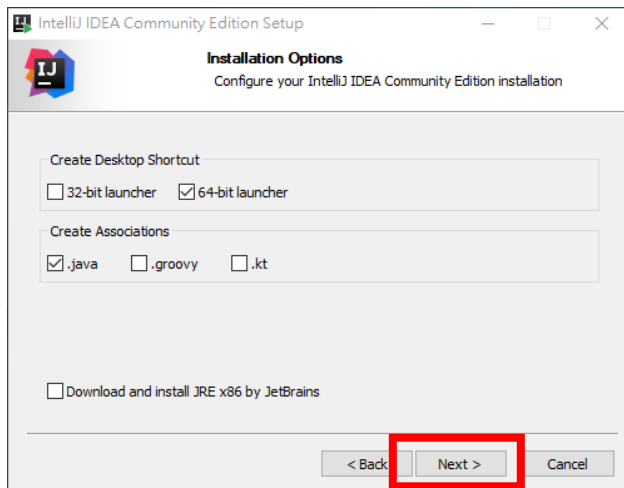 IntelliJ IDEA Community Edition Setup
IJ
Installation Options
Configure your IntelliJ IDEA Community Edition installation
Create Desktop Shortcut
32-bit launcher 64-bit launcher
Create Associations
.java .groovy .kt
Download and install JRE x86 by JetBrains
< Back Next > Cancel